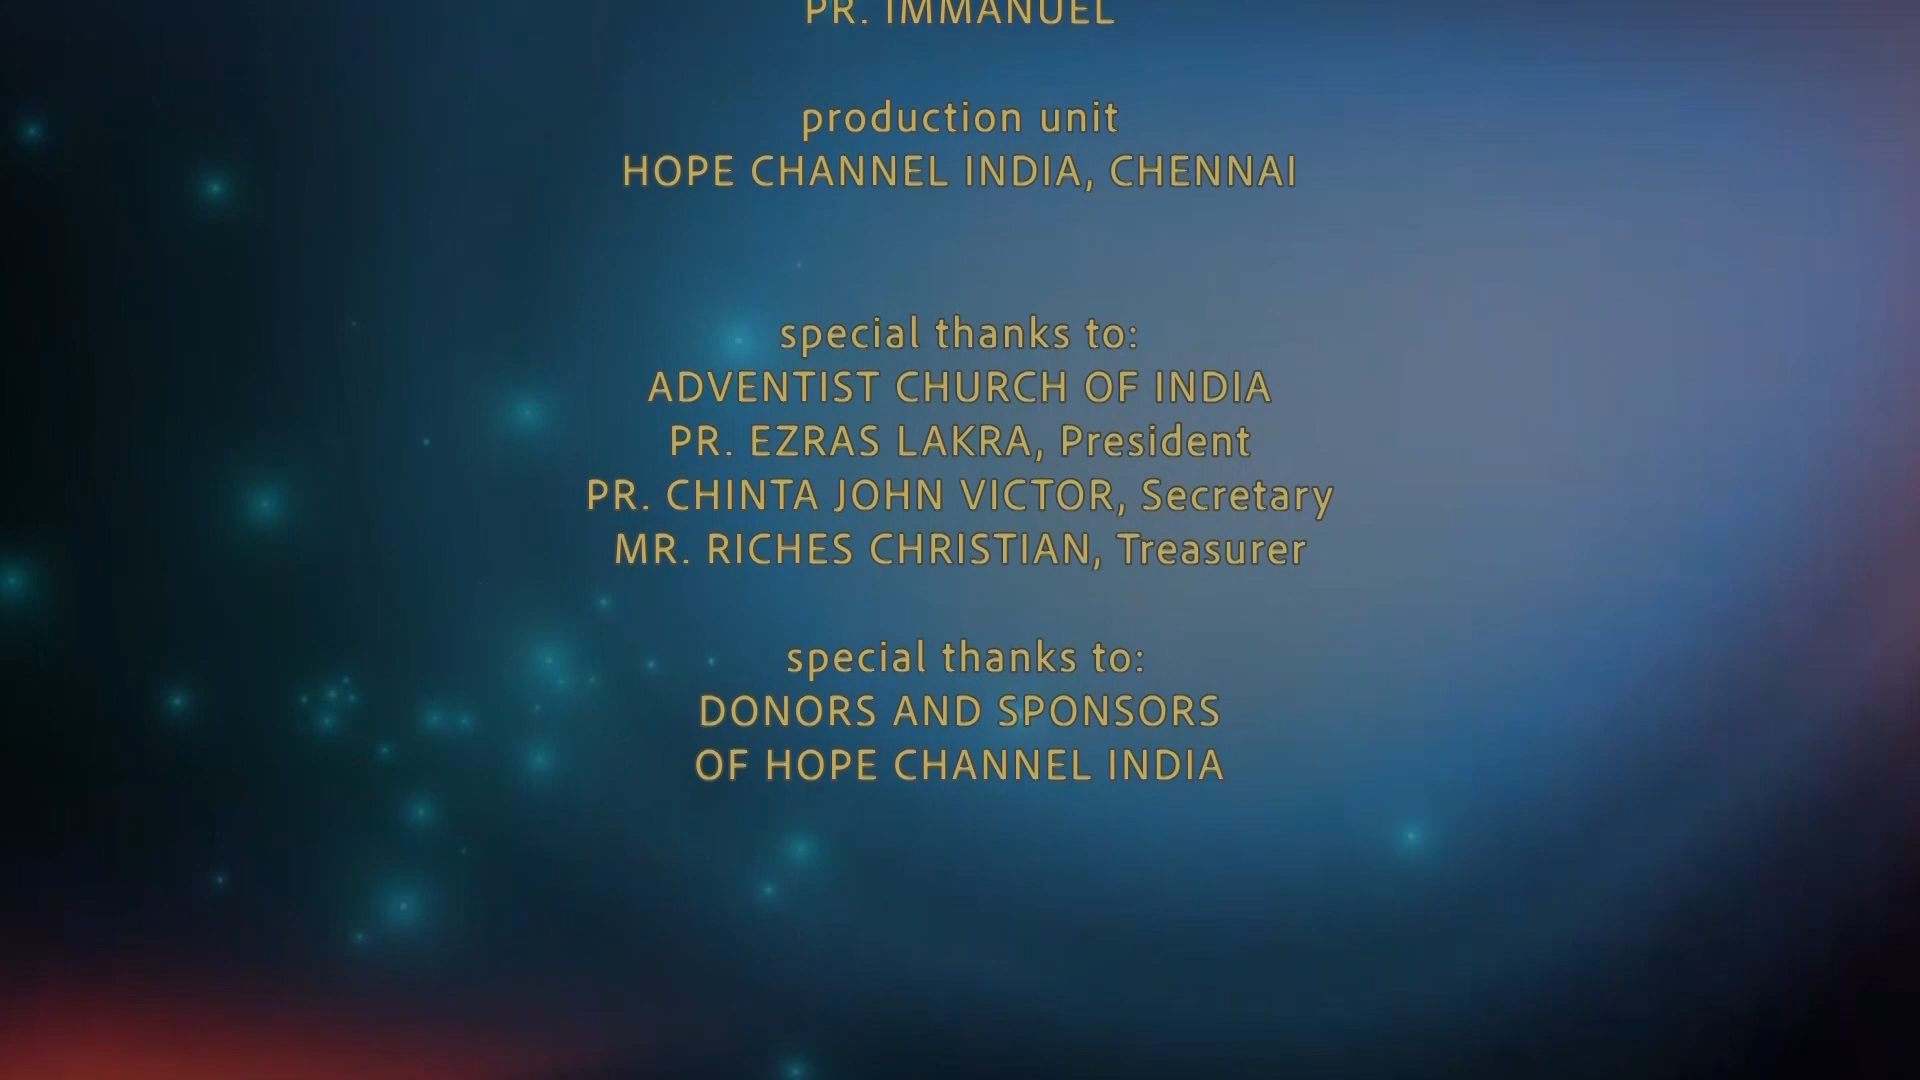 PR. IMMANUEL
production unit
HOPE CHANNEL INDIA, CHENNAI
special thanks to:
ADVENTIST CHURCH OF INDIA
PR. EZRAS LAKRA, President
PR. CHINTA JOHN VICTOR, Secretary
MR. RICHES CHRISTIAN, Treasurer
special thanks to:
DONORS AND SPONSORS
OF HOPE CHANNEL INDIA